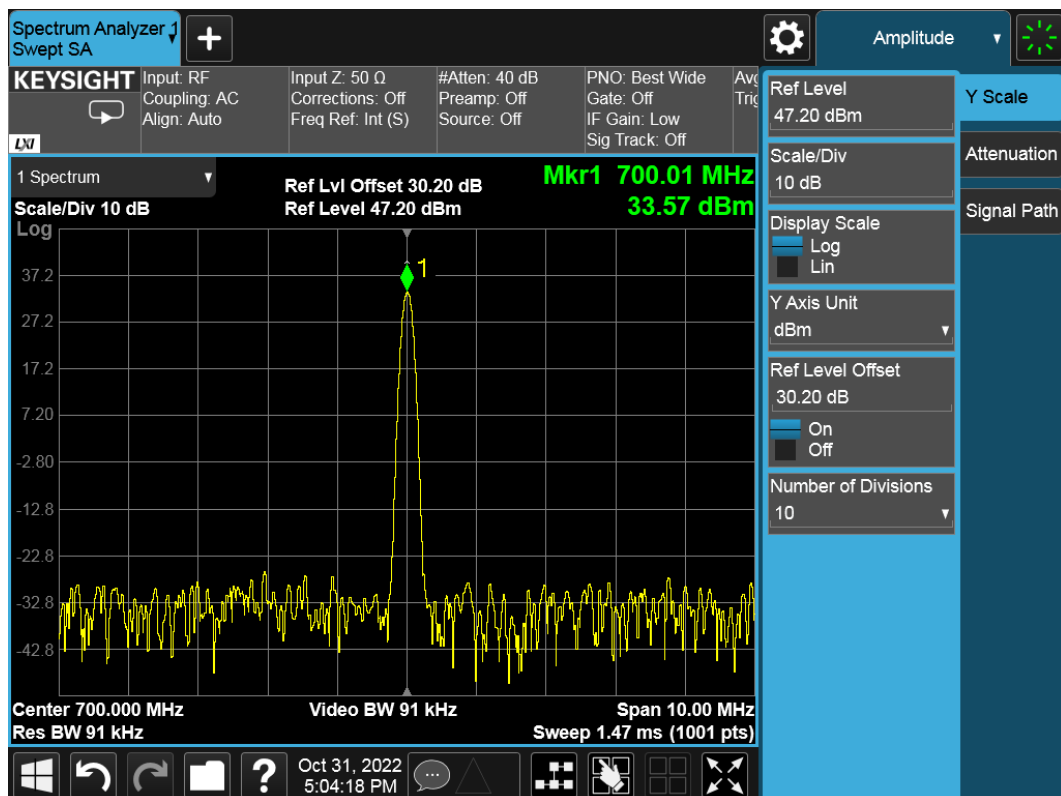 Spectrum Analyzer 1
Swept SA
Amplitude
KEYSIGHT
LXI
Input: RF
Coupling: AC
Align: Auto
Input Z: 50 Ω
Corrections: Off
Freq Ref: Int (S)
#Atten: 40 dB
Preamp: Off
Source: Off
PNO: Best Wide
Gate: Off
IF Gain: Low
Sig Track: Off
Avg
Trig
1 Spectrum
Scale/Div 10 dB
Log
Ref Lvl Offset 30.20 dB
Ref Level 47.20 dBm
Mkr1 700.01 MHz
33.57 dBm
1
37.2
27.2
17.2
7.20
-2.80
-12.8
-22.8
-32.8
-42.8
Center 700.000 MHz
Video BW 91 kHz
Span 10.00 MHz
Res BW 91 kHz
Sweep 1.47 ms (1001 pts)
Ref Level
47.20 dBm
Scale/Div
10 dB
Display Scale
Log
Lin
Y Axis Unit
dBm
Ref Level Offset
30.20 dB
On
Off
Number of Divisions
10
Y Scale
Attenuation
Signal Path
?
Oct 31, 2022
5:04:18 PM